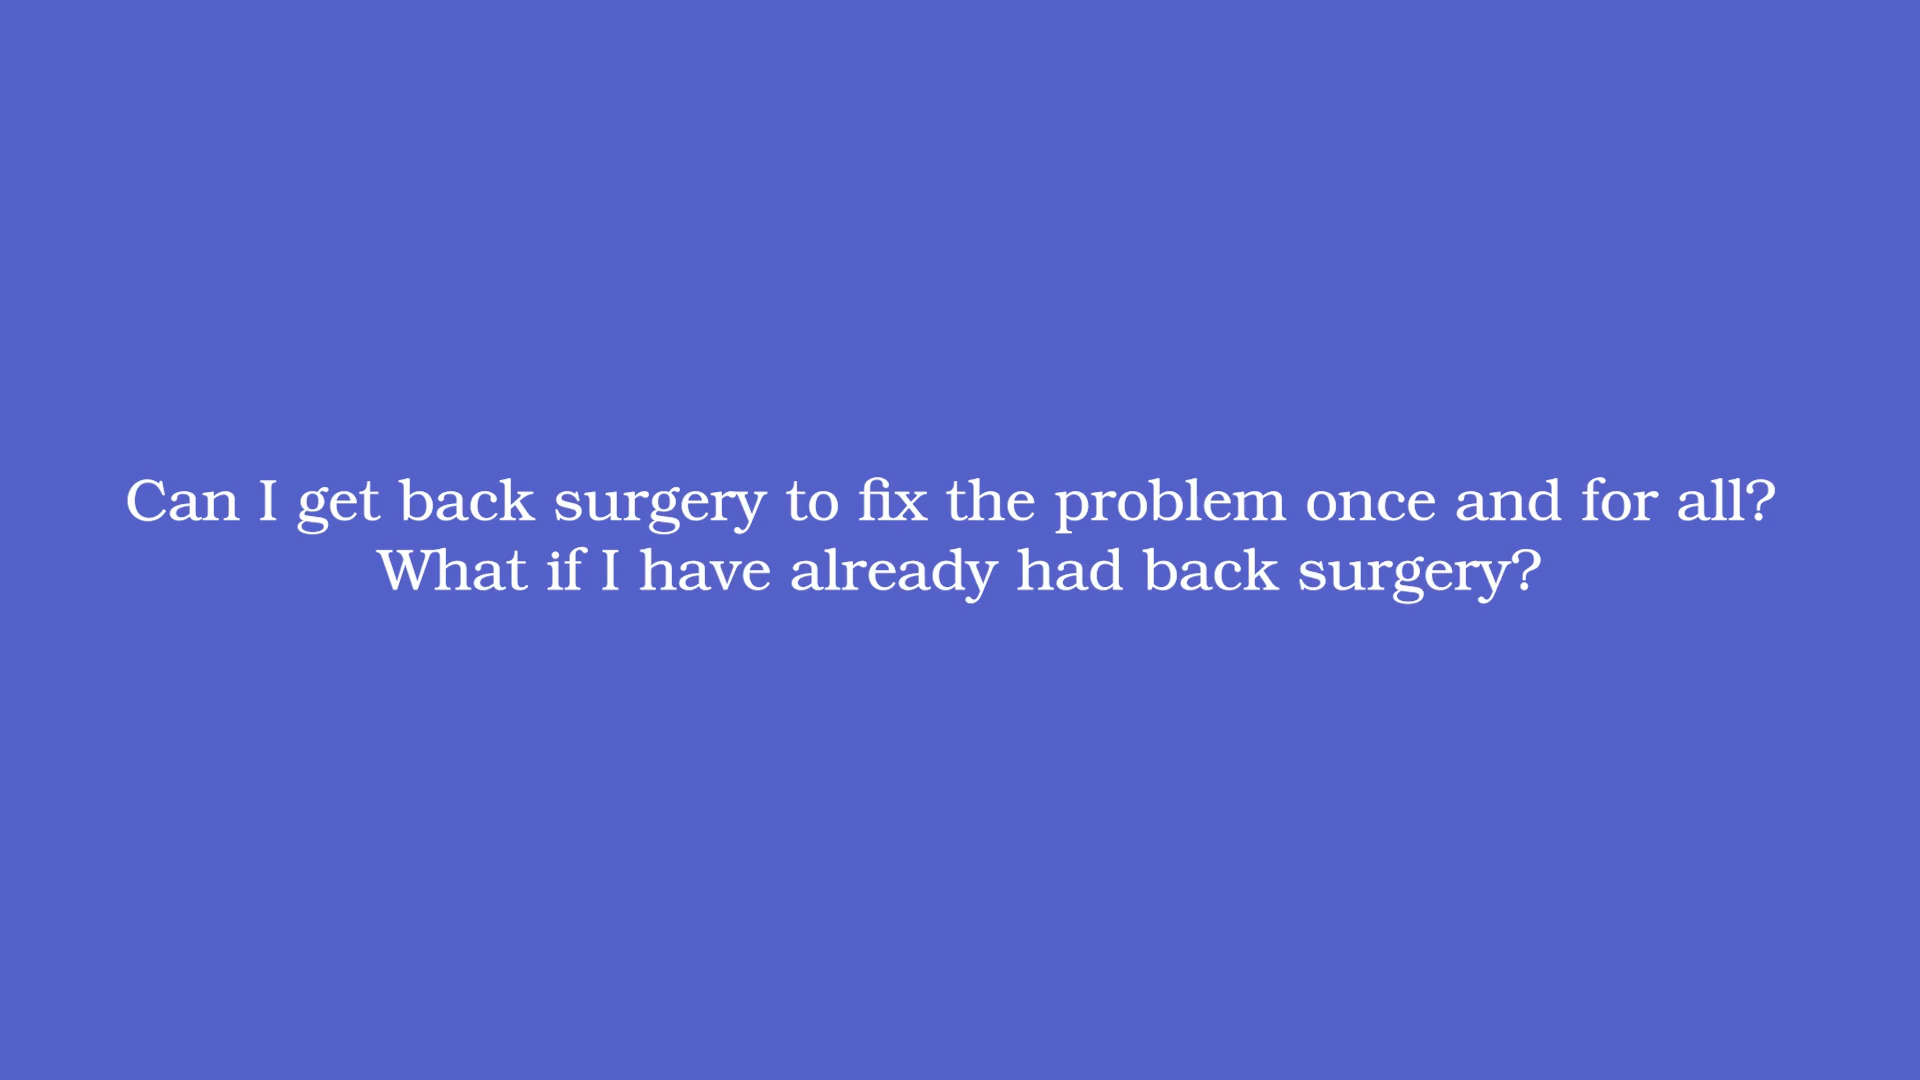 Can I get back surgery to fix the problem once and for all?
What if I have already had back surgery?